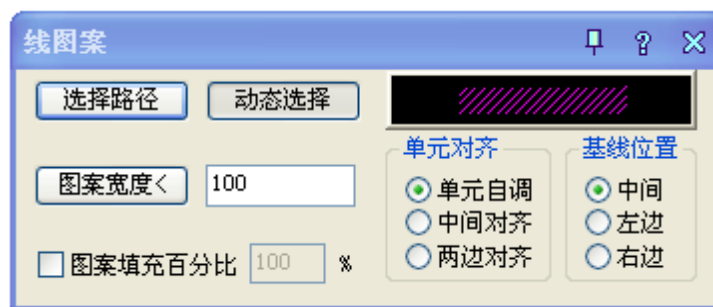 线图案
选择路径 动态选择
单元对齐 基线位置
图案宽度< 100
单元自调 中间
中间对齐 左边
图案填充百分比 100 %
两边对齐 右边